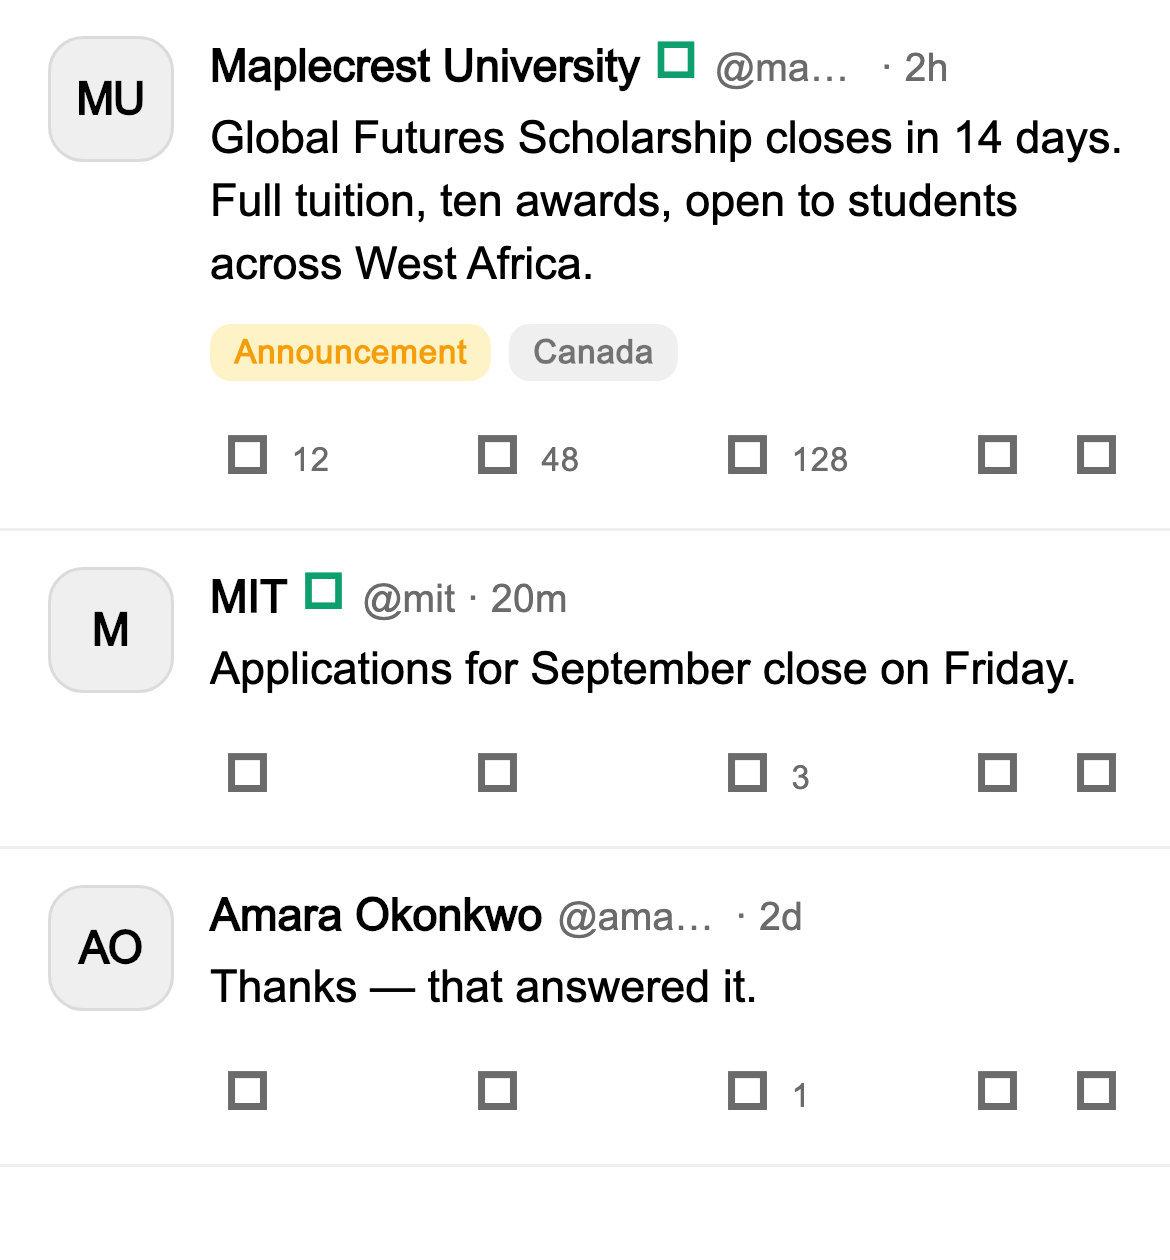 MU
Maplecrest University @ma… · 2h
Global Futures Scholarship closes in 14 days.
Full tuition, ten awards, open to students
across West Africa.
Announcement Canada
12 48 128
M
MIT @mit · 20m
Applications for September close on Friday.
3
AO
Amara Okonkwo @ama… · 2d
Thanks — that answered it.
1